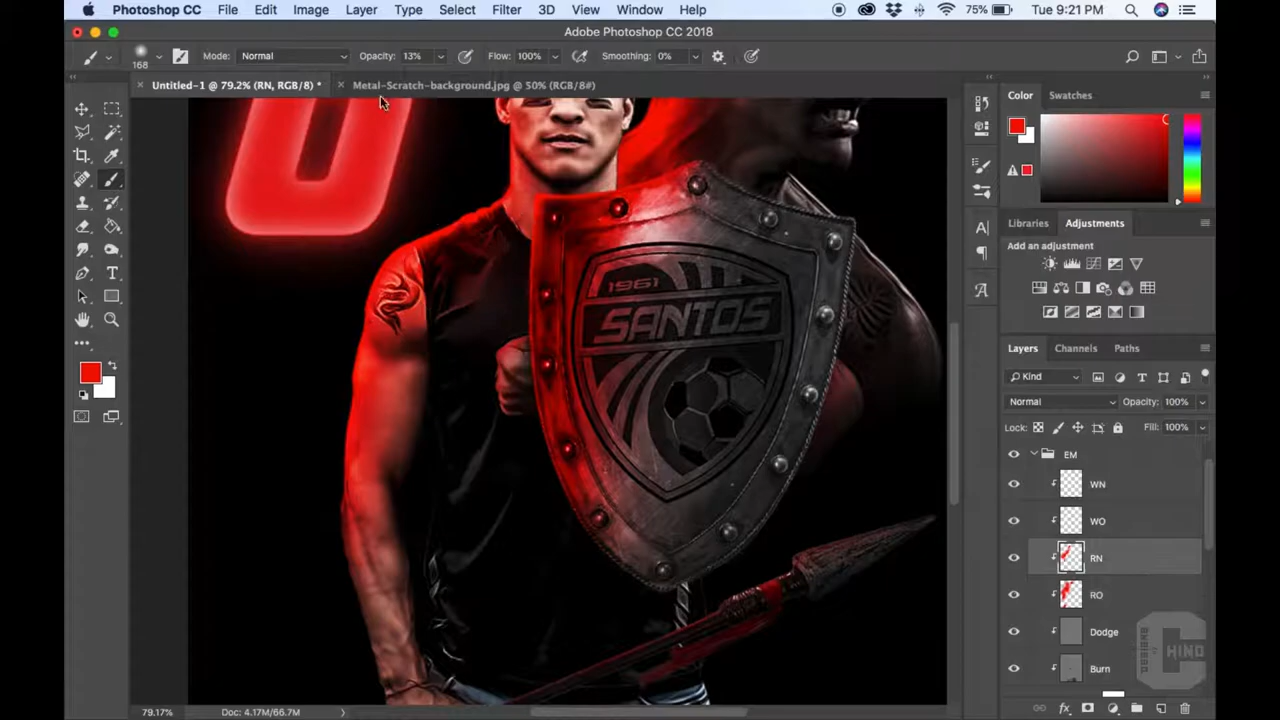 Photoshop CC File Edit Image Layer Type Select Filter 3D View Window Help 75% Tue 9:21 PM
Adobe Photoshop CC 2018
168 Mode: Normal Opacity: 13% Flow: 100% Smoothing: 0%
Untitled-1 @ 79.2% (RN, RGB/8) * Metal-Scratch-background.jpg @ 50% (RGB/8#)
Color Swatches
Libraries Adjustments
Add an adjustment
1961
SANTOS
Layers Channels Paths
Kind
Normal Opacity: 100%
Lock: Fill: 100%
EM
WN
WO
RN
RO
Dodge
Burn
CHINO
79.17% Doc: 4.17M/66.7M